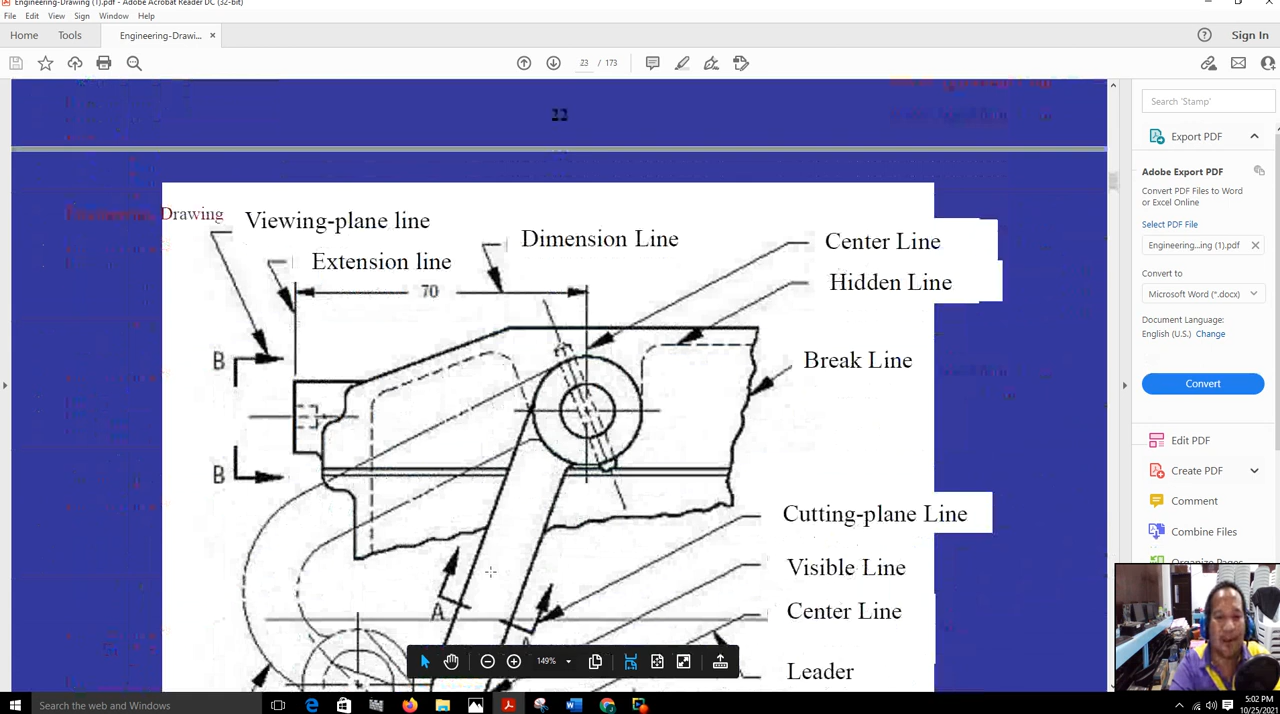 Engineering-Drawing (1).pdf - Adobe Acrobat Reader DC (32-bit)
File Edit View Sign Window Help
Home Tools Engineering-Drawi... × Sign In
23 / 173
22
Search 'Stamp'
Export PDF
Adobe Export PDF
Convert PDF Files to Word
or Excel Online
Select PDF File
Engineering...ing (1).pdf
Convert to
Microsoft Word (*.docx)
Document Language:
English (U.S.) Change
Convert
Edit PDF
Create PDF
Comment
Combine Files
Engineering Drawing
Viewing-plane line
Dimension Line
Center Line
Extension line
Hidden Line
70
Break Line
B
B
Cutting-plane Line
Visible Line
Center Line
A
Leader
149%
Search the web and Windows
5:02 PM
10/25/2021